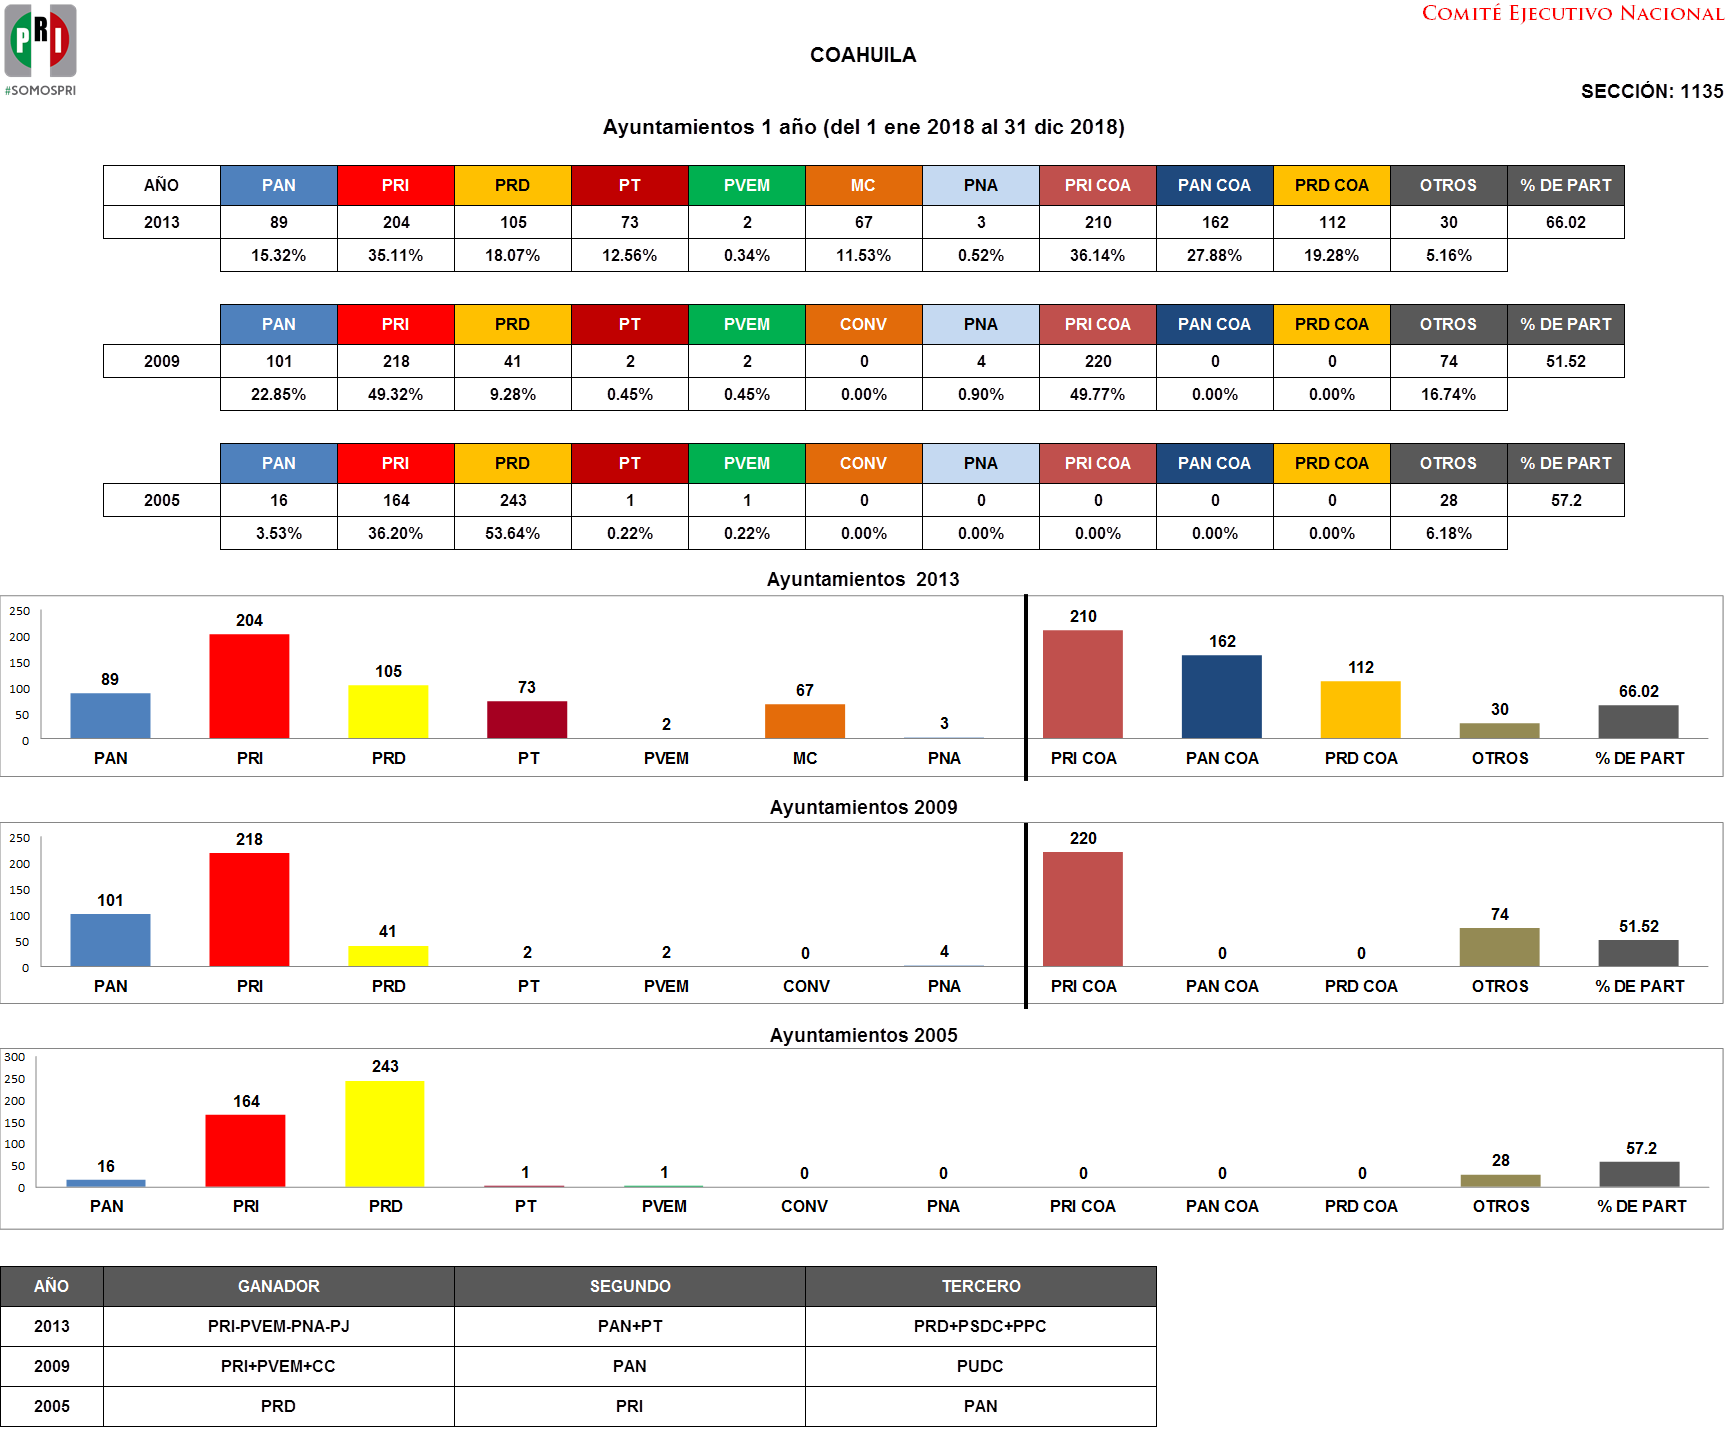 COMITÉ EJECUTIVO NACIONAL
PRI
#SOMOSPRI
COAHUILA
SECCIÓN: 1135
Ayuntamientos 1 año (del 1 ene 2018 al 31 dic 2018)
AÑO PAN PRI PRD PT PVEM MC PNA PRI COA PAN COA PRD COA OTROS % DE PART
2013 89 204 105 73 2 67 3 210 162 112 30 66.02
15.32% 35.11% 18.07% 12.56% 0.34% 11.53% 0.52% 36.14% 27.88% 19.28% 5.16%
PAN PRI PRD PT PVEM CONV PNA PRI COA PAN COA PRD COA OTROS % DE PART
2009 101 218 41 2 2 0 4 220 0 0 74 51.52
22.85% 49.32% 9.28% 0.45% 0.45% 0.00% 0.90% 49.77% 0.00% 0.00% 16.74%
PAN PRI PRD PT PVEM CONV PNA PRI COA PAN COA PRD COA OTROS % DE PART
2005 16 164 243 1 1 0 0 0 0 0 28 57.2
3.53% 36.20% 53.64% 0.22% 0.22% 0.00% 0.00% 0.00% 0.00% 0.00% 6.18%
Ayuntamientos 2013
250
200
150
100
50
0
89 204 105 73 2 67 3 210 162 112 30 66.02
PAN PRI PRD PT PVEM MC PNA PRI COA PAN COA PRD COA OTROS % DE PART
Ayuntamientos 2009
250
200
150
100
50
0
101 218 41 2 2 0 4 220 0 0 74 51.52
PAN PRI PRD PT PVEM CONV PNA PRI COA PAN COA PRD COA OTROS % DE PART
Ayuntamientos 2005
300
250
200
150
100
50
0
16 164 243 1 1 0 0 0 0 0 28 57.2
PAN PRI PRD PT PVEM CONV PNA PRI COA PAN COA PRD COA OTROS % DE PART
AÑO GANADOR SEGUNDO TERCERO
2013 PRI-PVEM-PNA-PJ PAN+PT PRD+PSDC+PPC
2009 PRI+PVEM+CC PAN PUDC
2005 PRD PRI PAN